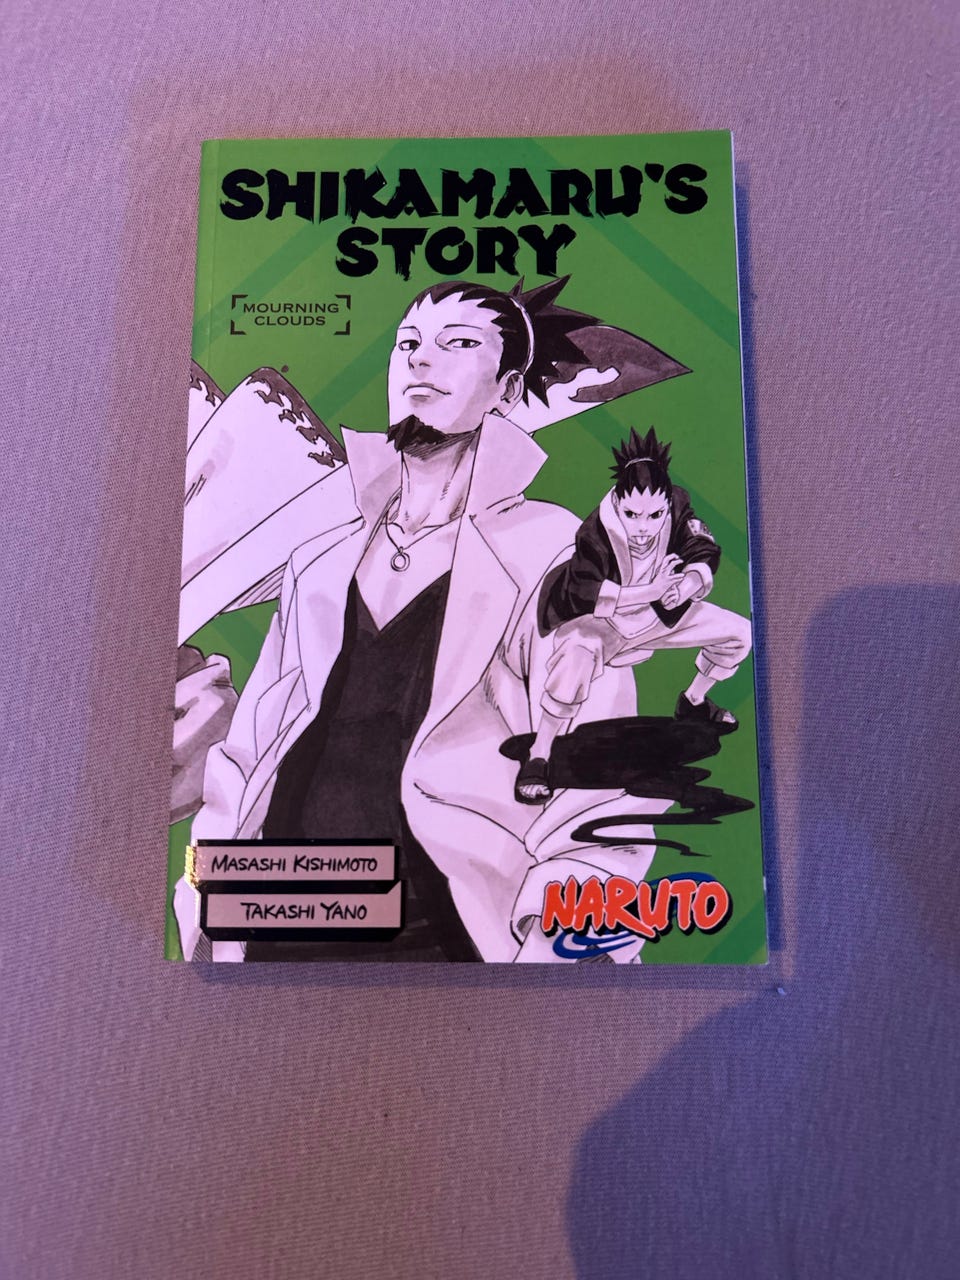 SHIKAMARU'S
STORY
MOURNING
CLOUDS
MASASHI KISHIMOTO
TAKASHI YANO
NARUTO